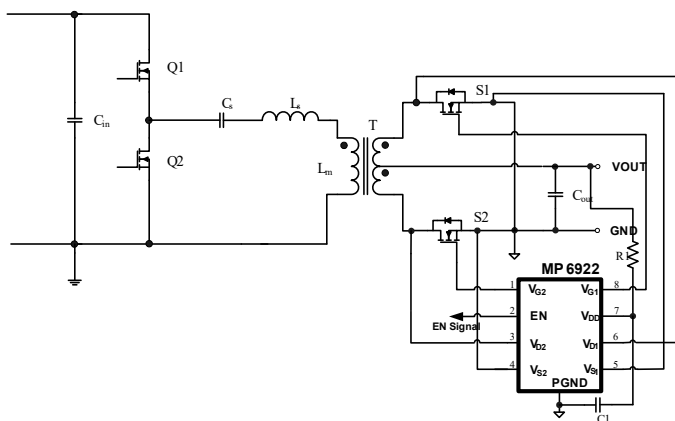 Q1
S1
Cs
Ls
T
Cin
Lm
VOUT
Q2
Cout
S2
GND
R1
MP6922
1 VG2 VG1 8
2 EN VDD 7
EN Signal
3 VD2 VD1 6
4 VS2 VS1 5
PGND
C1